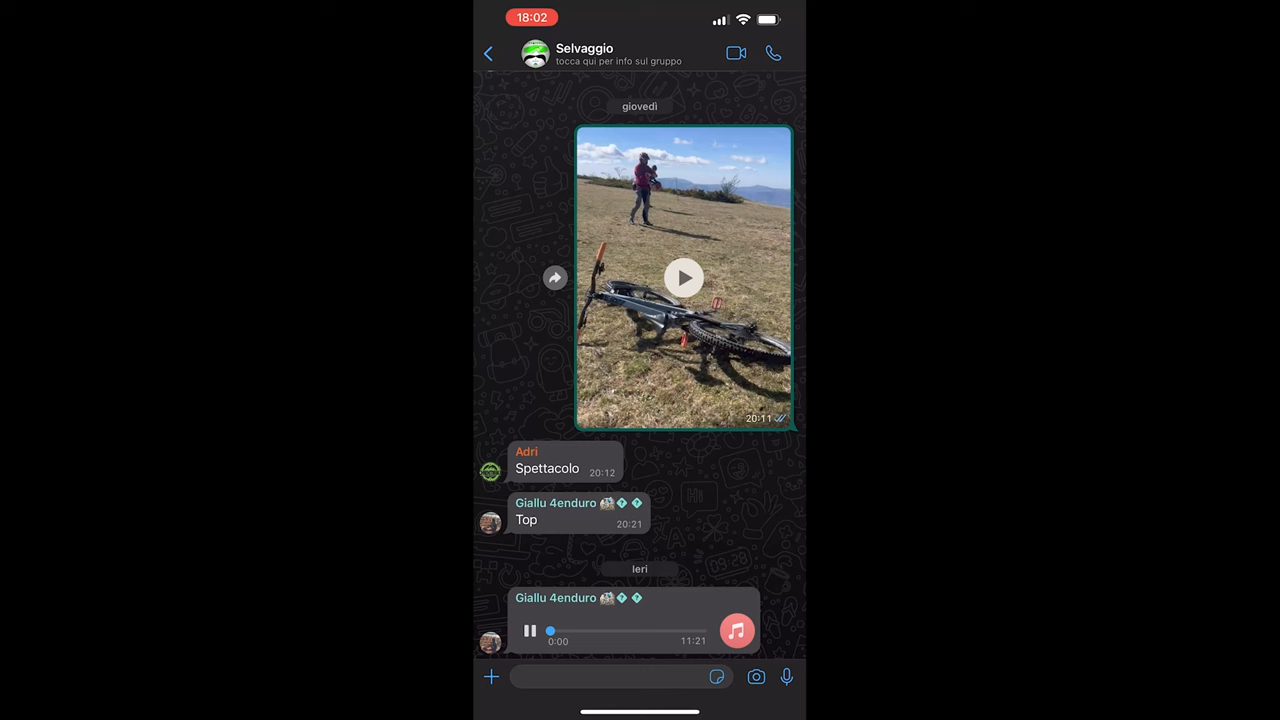 18:02
Selvaggio
tocca qui per info sul gruppo
giovedì
20:11
Adri
Spettacolo 20:12
Giallu 4enduro
Top 20:21
Ieri
Giallu 4enduro
0:00 11:21